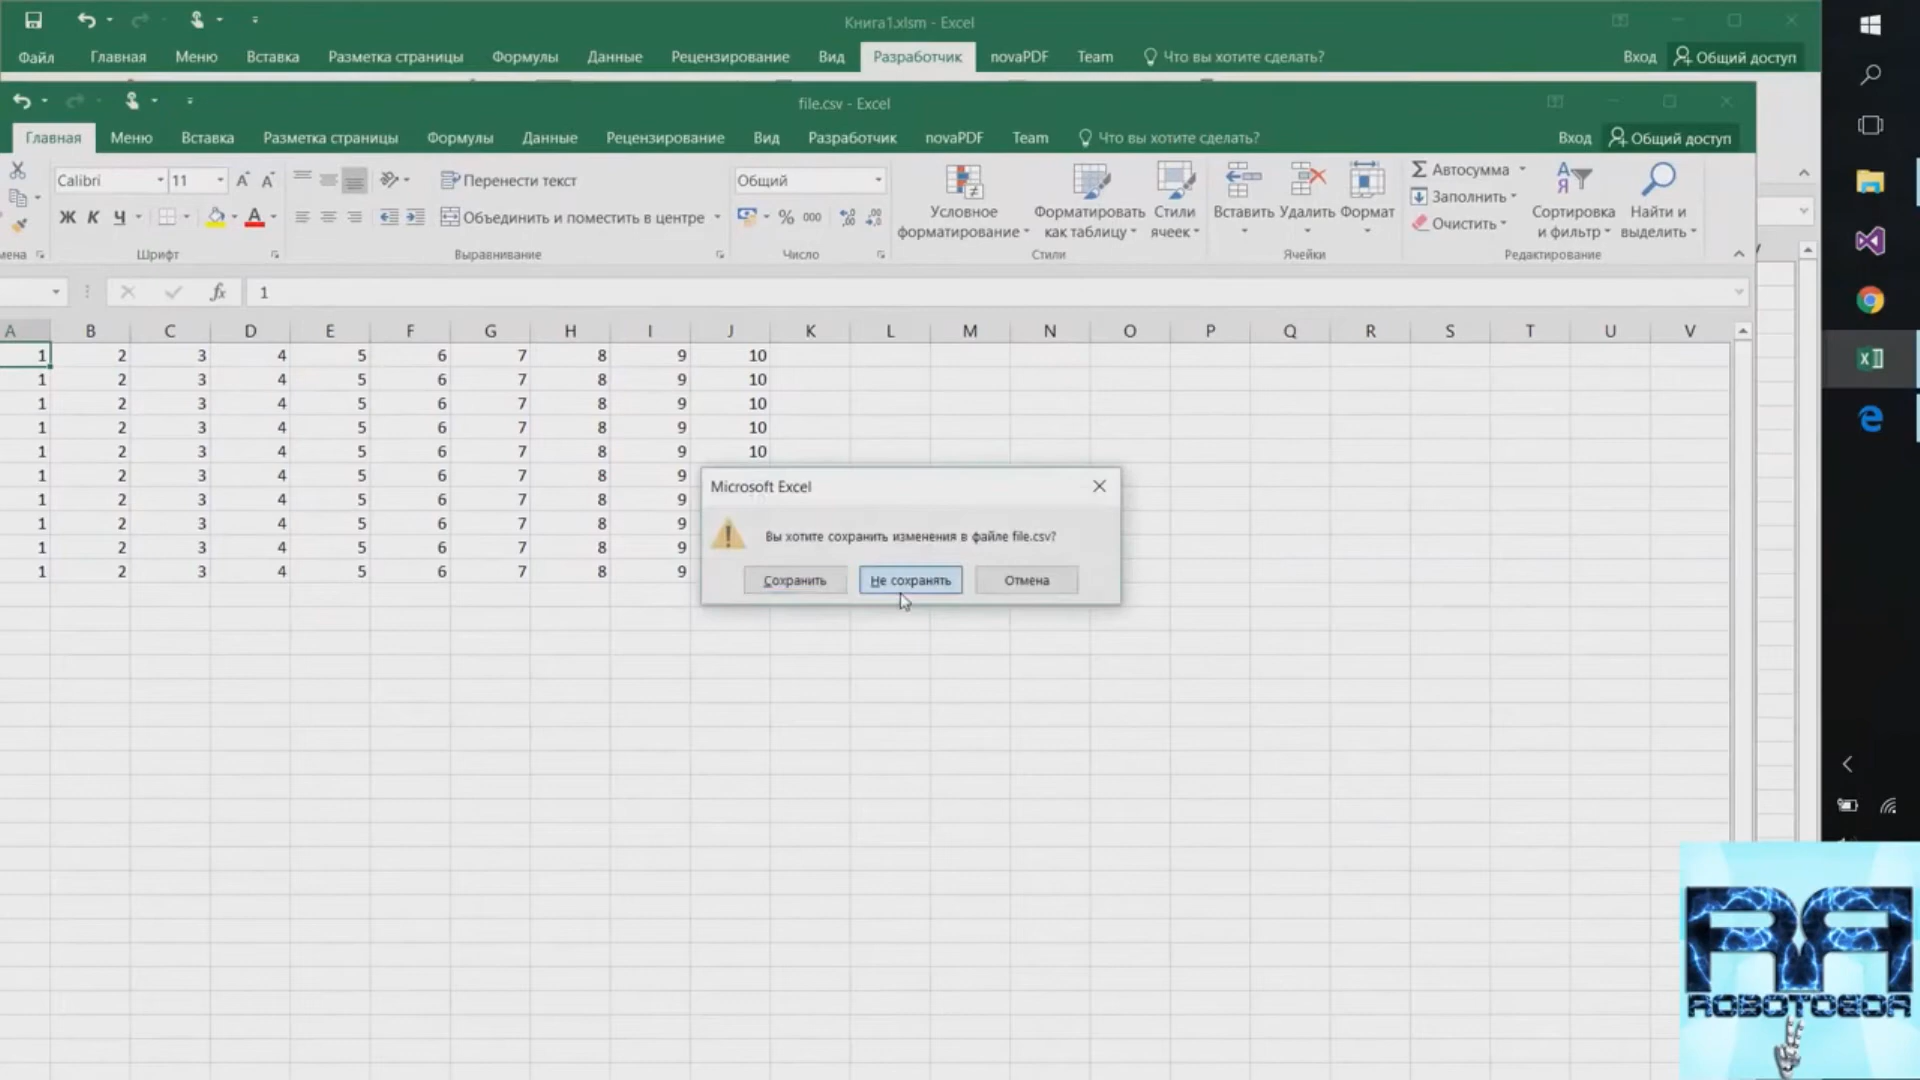 Книга1.xlsm - Excel
Файл Главная Меню Вставка Разметка страницы Формулы Данные Рецензирование Вид Разработчик novaPDF Team Что вы хотите сделать? Вход Общий доступ
file.csv - Excel
Главная Меню Вставка Разметка страницы Формулы Данные Рецензирование Вид Разработчик novaPDF Team Что вы хотите сделать? Вход Общий доступ
Calibri 11 Перенести текст Общий Автосумма
Заполнить
Ж К Ч Объединить и поместить в центре % 000 Условное форматирование Форматировать как таблицу Стили ячеек Вставить Удалить Формат Очистить Сортировка и фильтр Найти и выделить
мена Шрифт Выравнивание Число Стили Ячейки Редактирование
fx 1
A B C D E F G H I J K L M N O P Q R S T U V
1 2 3 4 5 6 7 8 9 10
1 2 3 4 5 6 7 8 9 10
1 2 3 4 5 6 7 8 9 10
1 2 3 4 5 6 7 8 9 10
1 2 3 4 5 6 7 8 9 10
1 2 3 4 5 6 7 8 9
1 2 3 4 5 6 7 8 9
1 2 3 4 5 6 7 8 9
1 2 3 4 5 6 7 8 9
1 2 3 4 5 6 7 8 9
Microsoft Excel
Вы хотите сохранить изменения в файле file.csv?
Сохранить Не сохранять Отмена
ROBOTOBOR